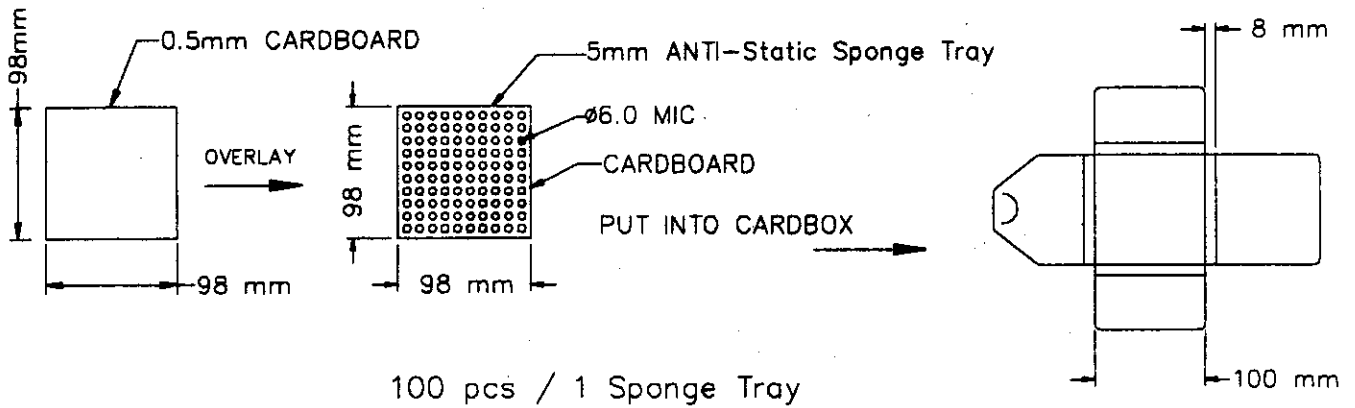 98mm
0.5mm CARDBOARD
98 mm
OVERLAY
98 mm
5mm ANTI-Static Sponge Tray
ø6.0 MIC
CARDBOARD
98 mm
PUT INTO CARDBOX
8 mm
100 mm
100 pcs / 1 Sponge Tray